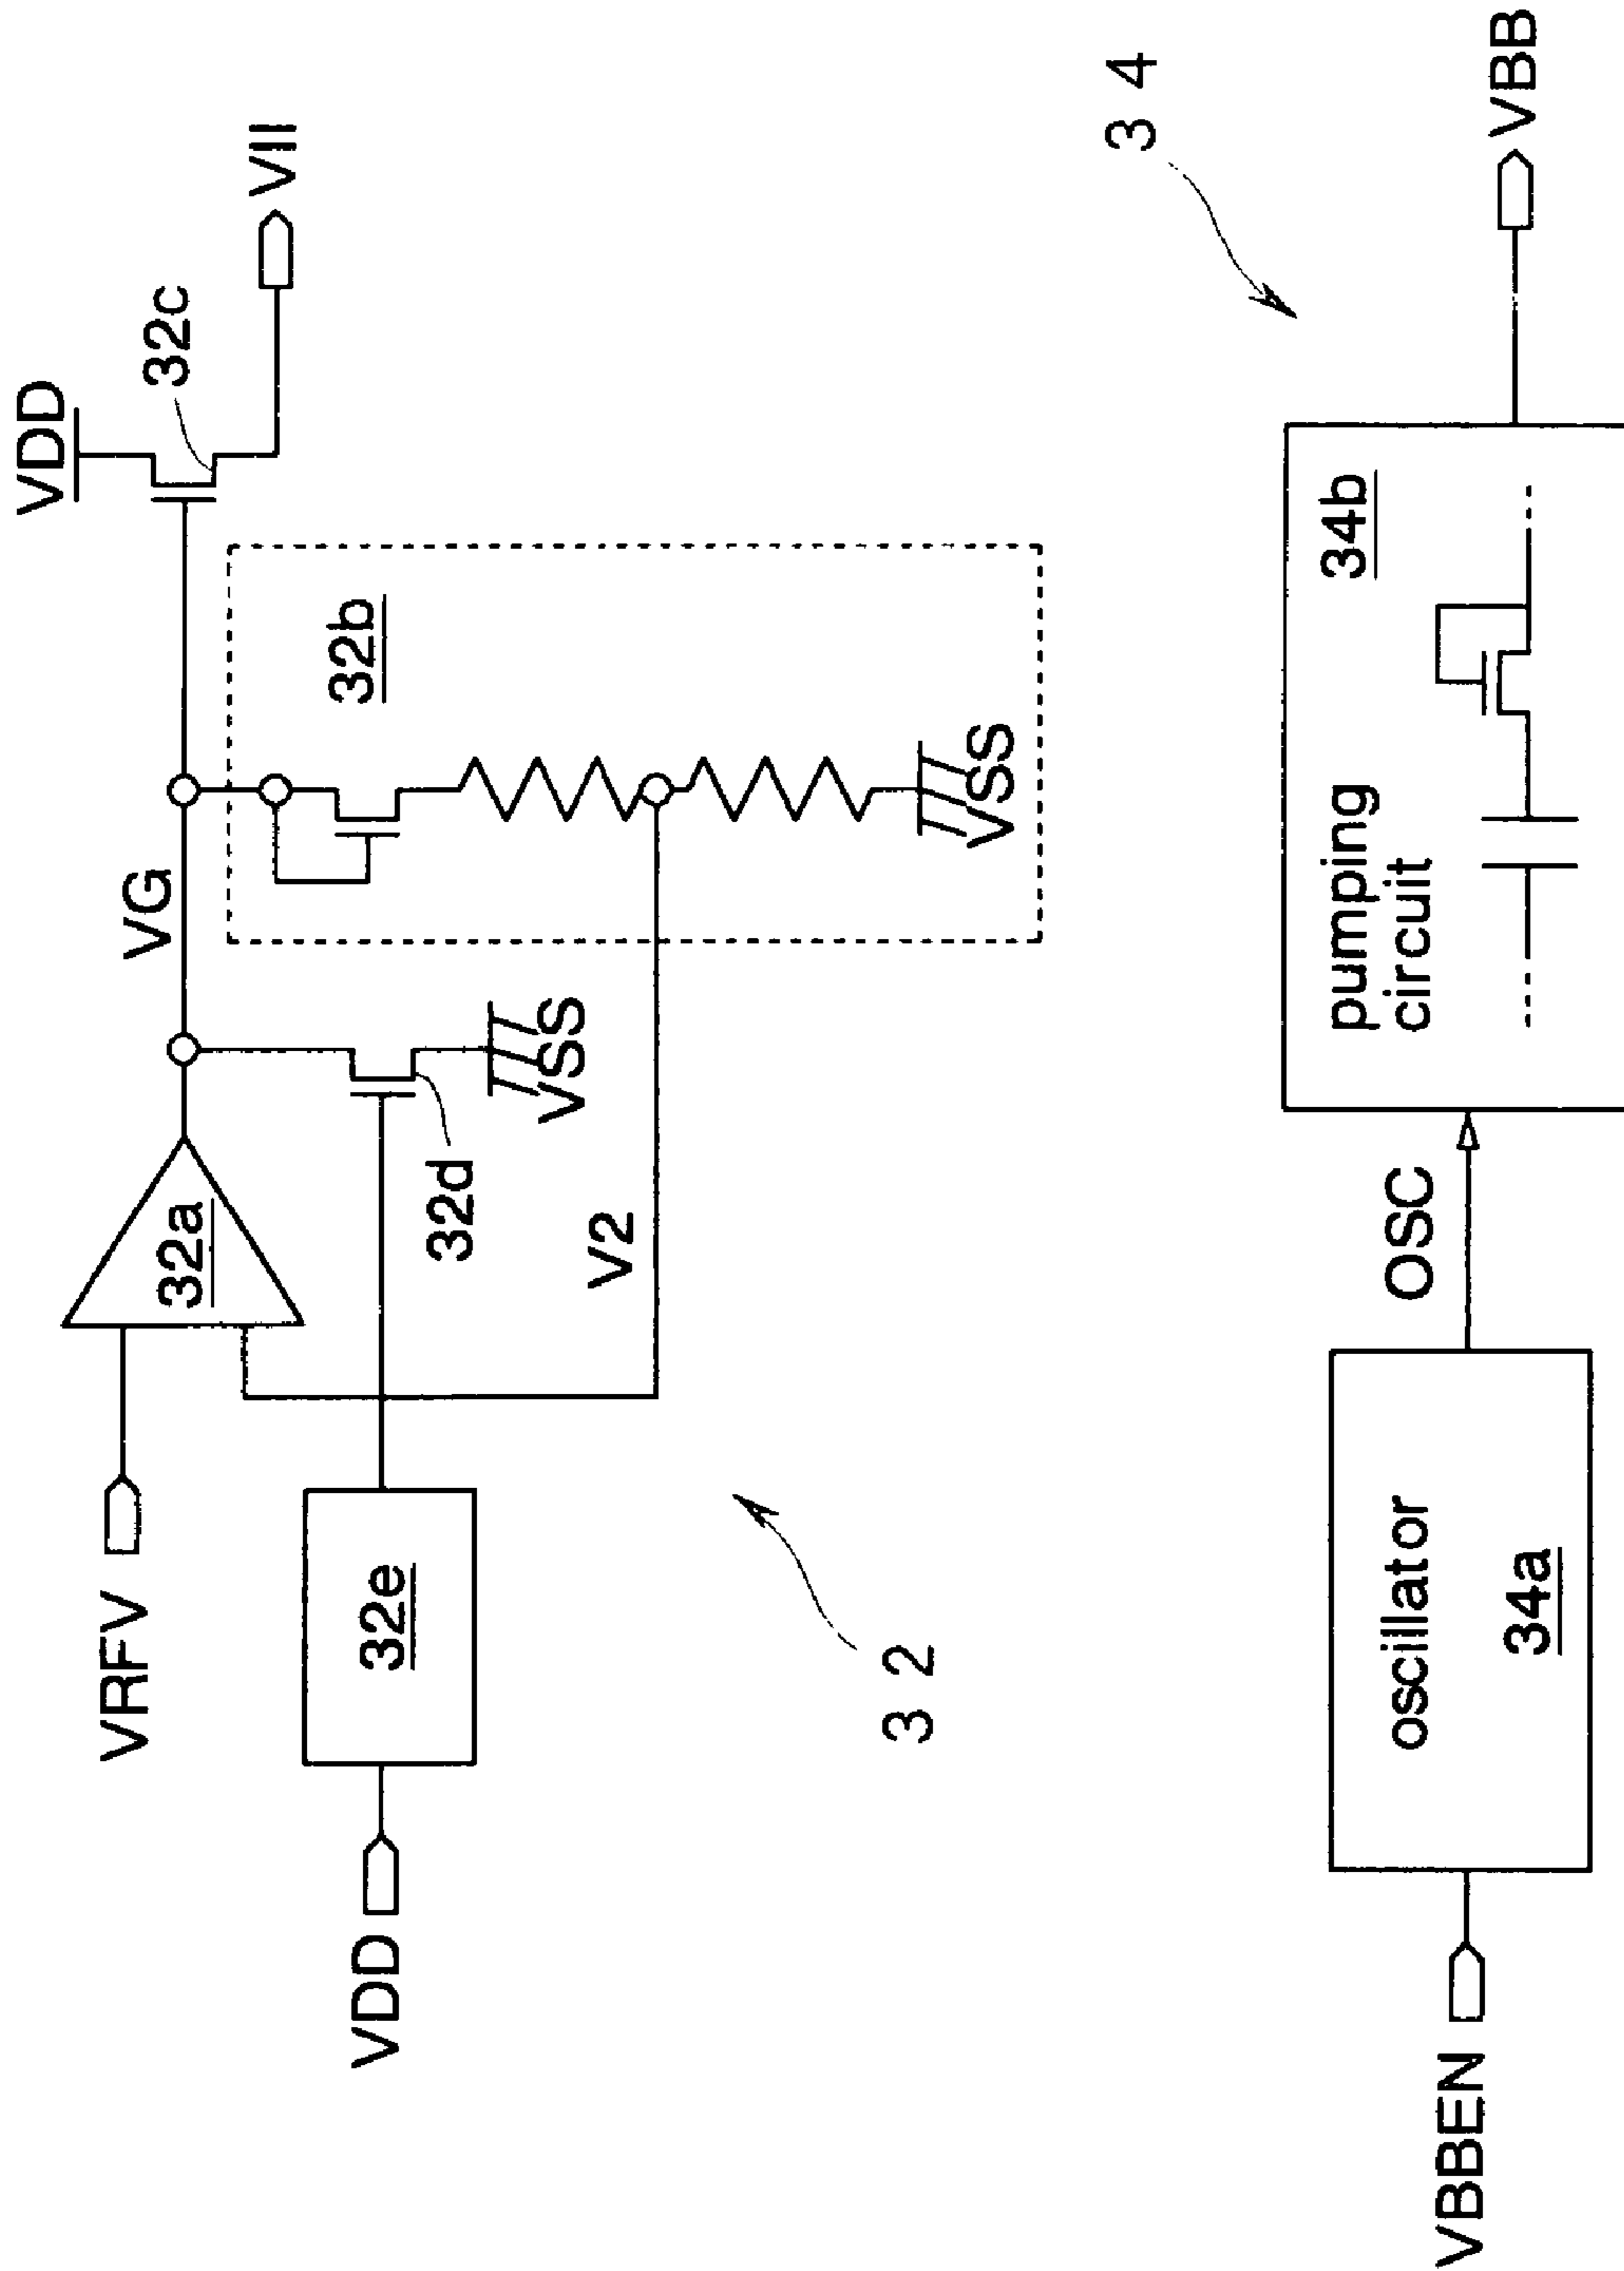 VDD
32c
VII
VG
32b
VSS
VRFV
32a
32d
VSS
V2
VDD
32e
3 2
3 4
VBBEN
oscillator
34a
OSC
pumping
circuit
34b
VBB